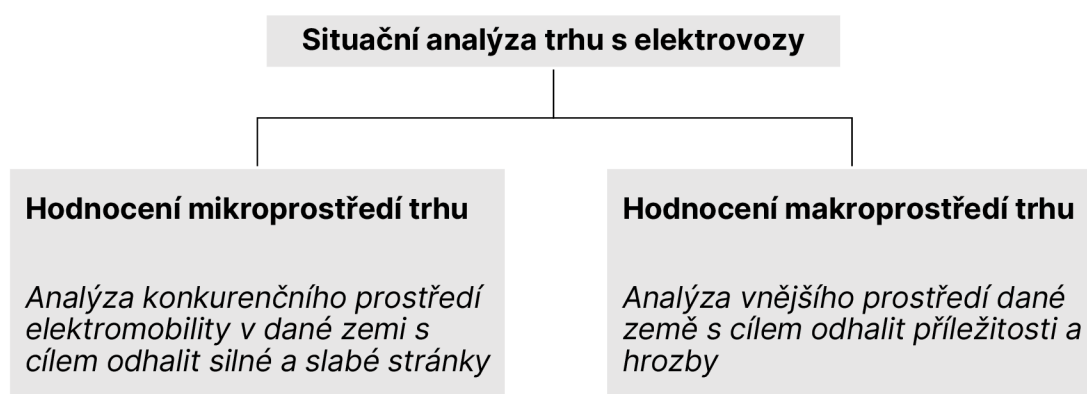 Situační analýza trhu s elektrovozy
Hodnocení mikroprostředí trhu
Analýza konkurenčního prostředí
elektromobility v dané zemi s
cílem odhalit silné a slabé stránky
Hodnocení makroprostředí trhu
Analýza vnějšího prostředí dané
země s cílem odhalit příležitosti a
hrozby